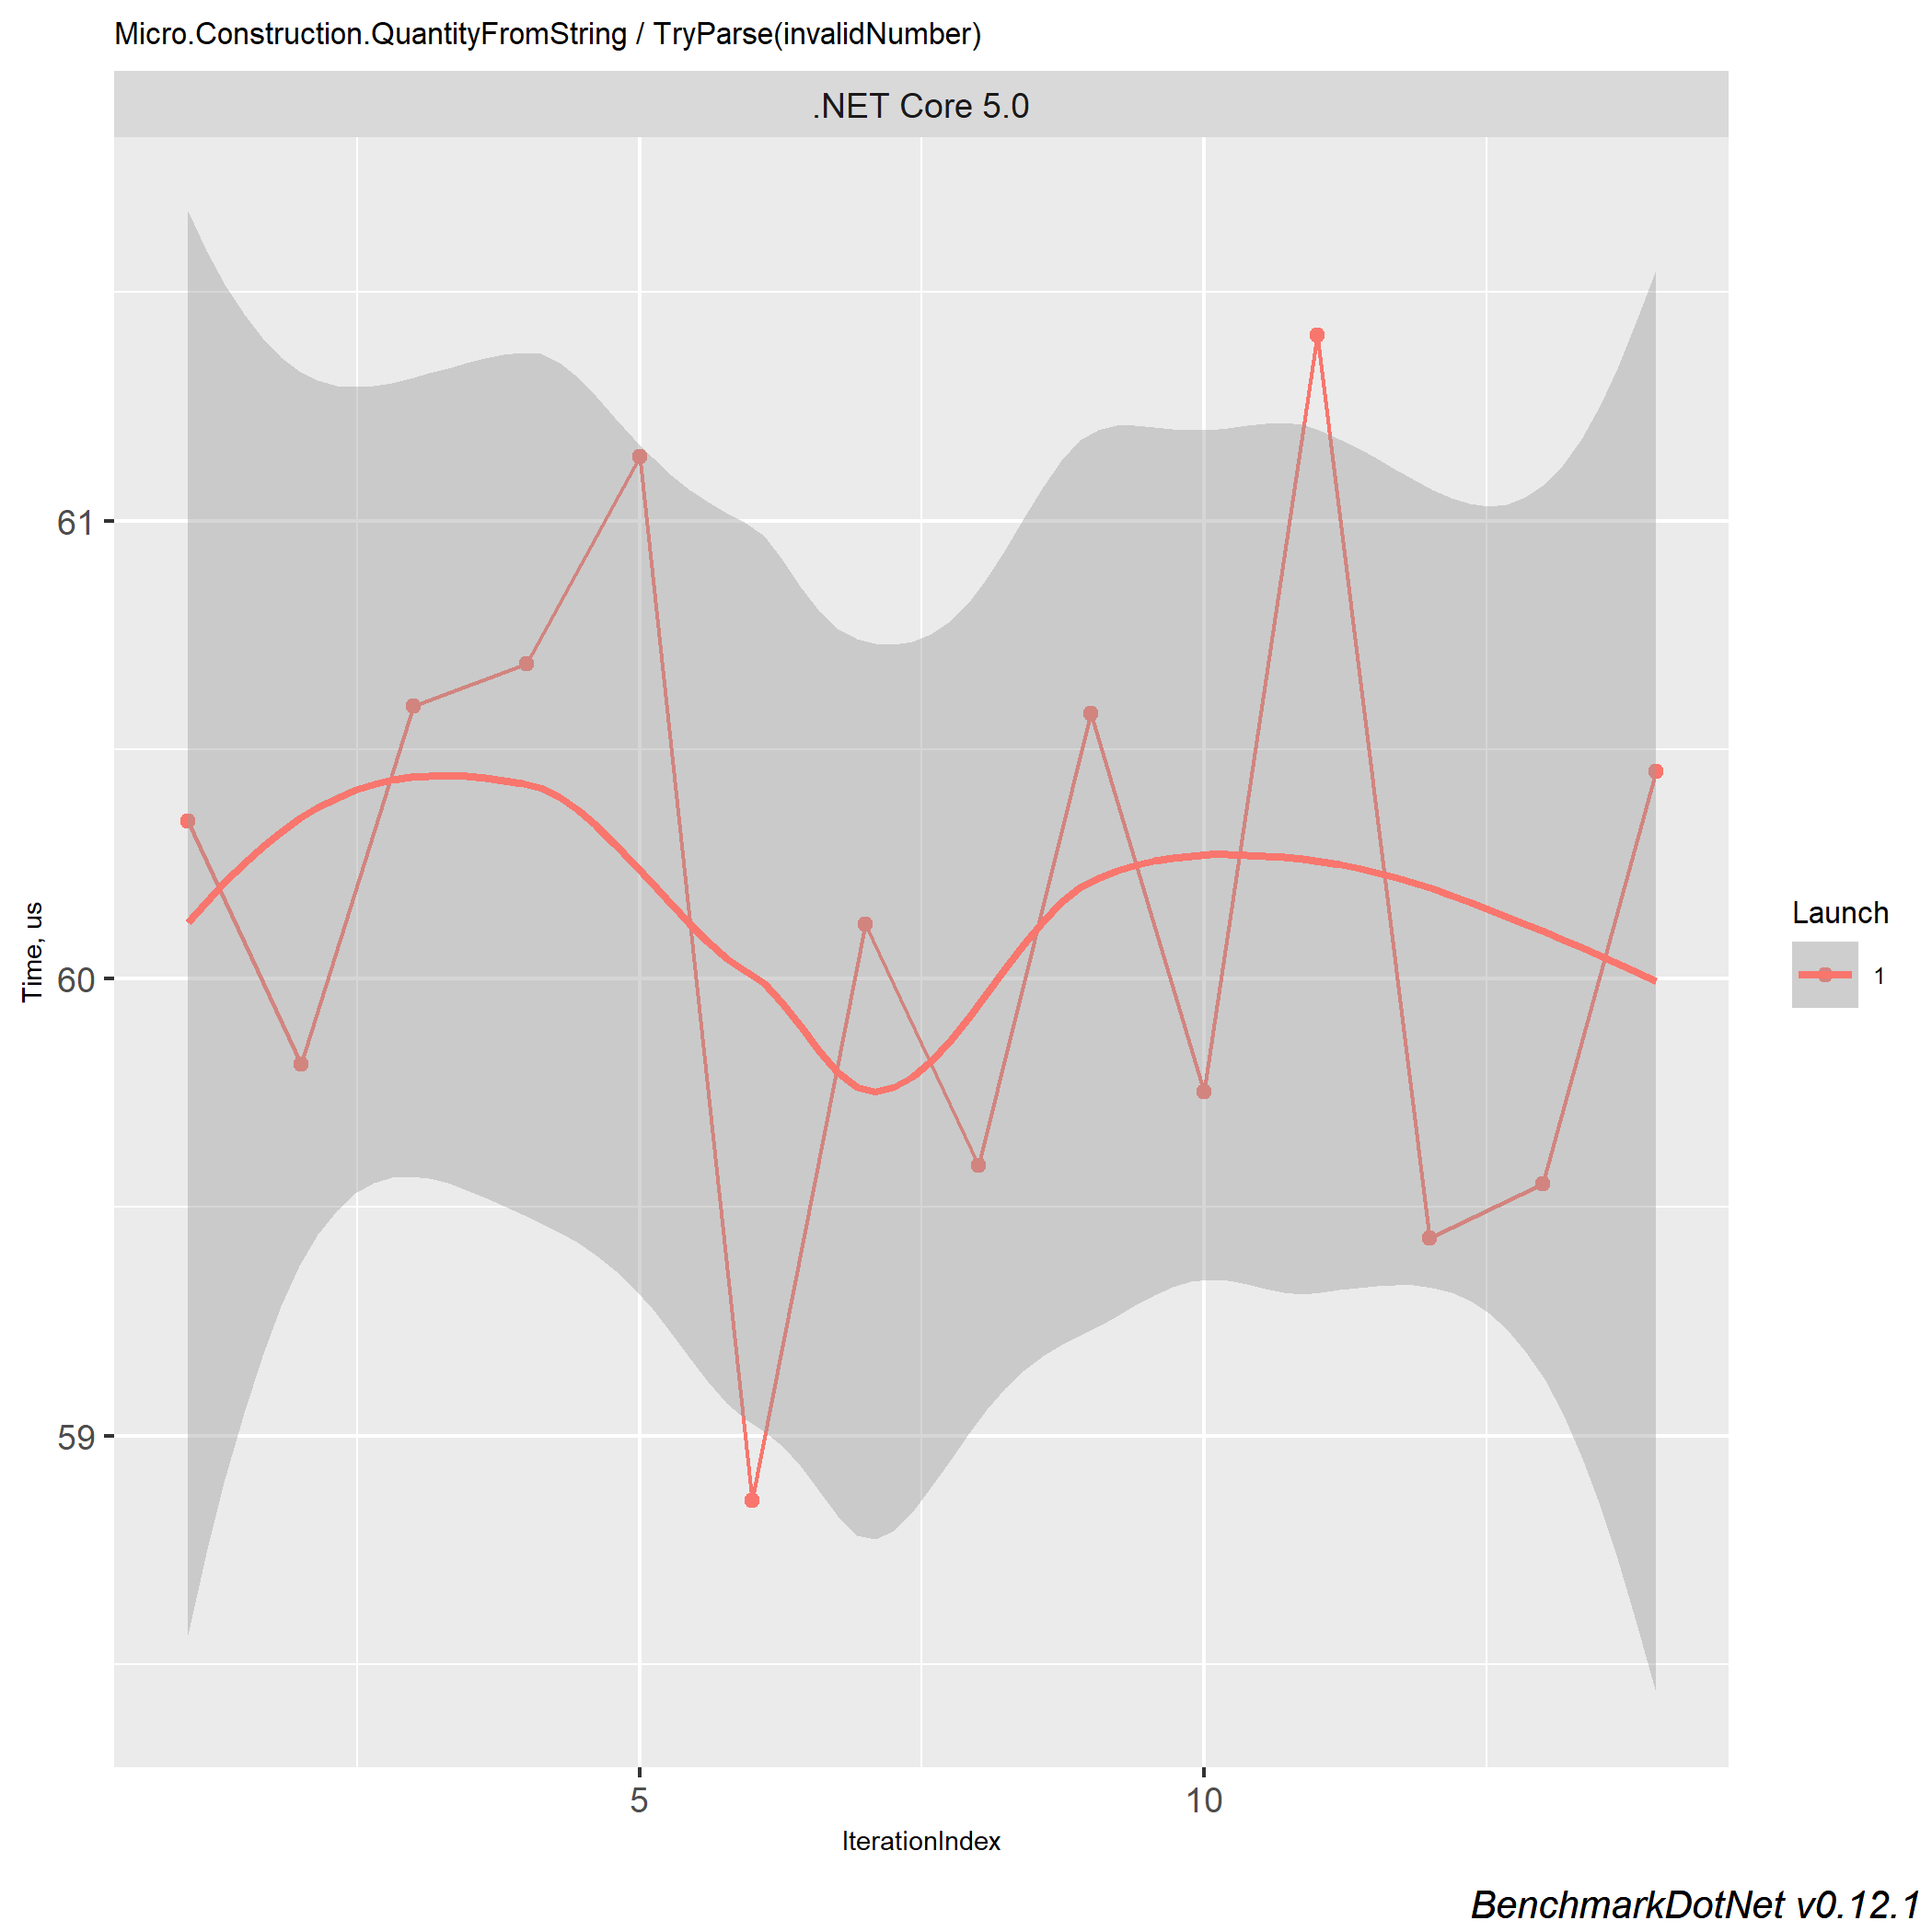 Micro.Construction.QuantityFromString / TryParse(invalidNumber)
.NET Core 5.0
61
60
59
Time, us
5
10
IterationIndex
Launch
1
BenchmarkDotNet v0.12.1